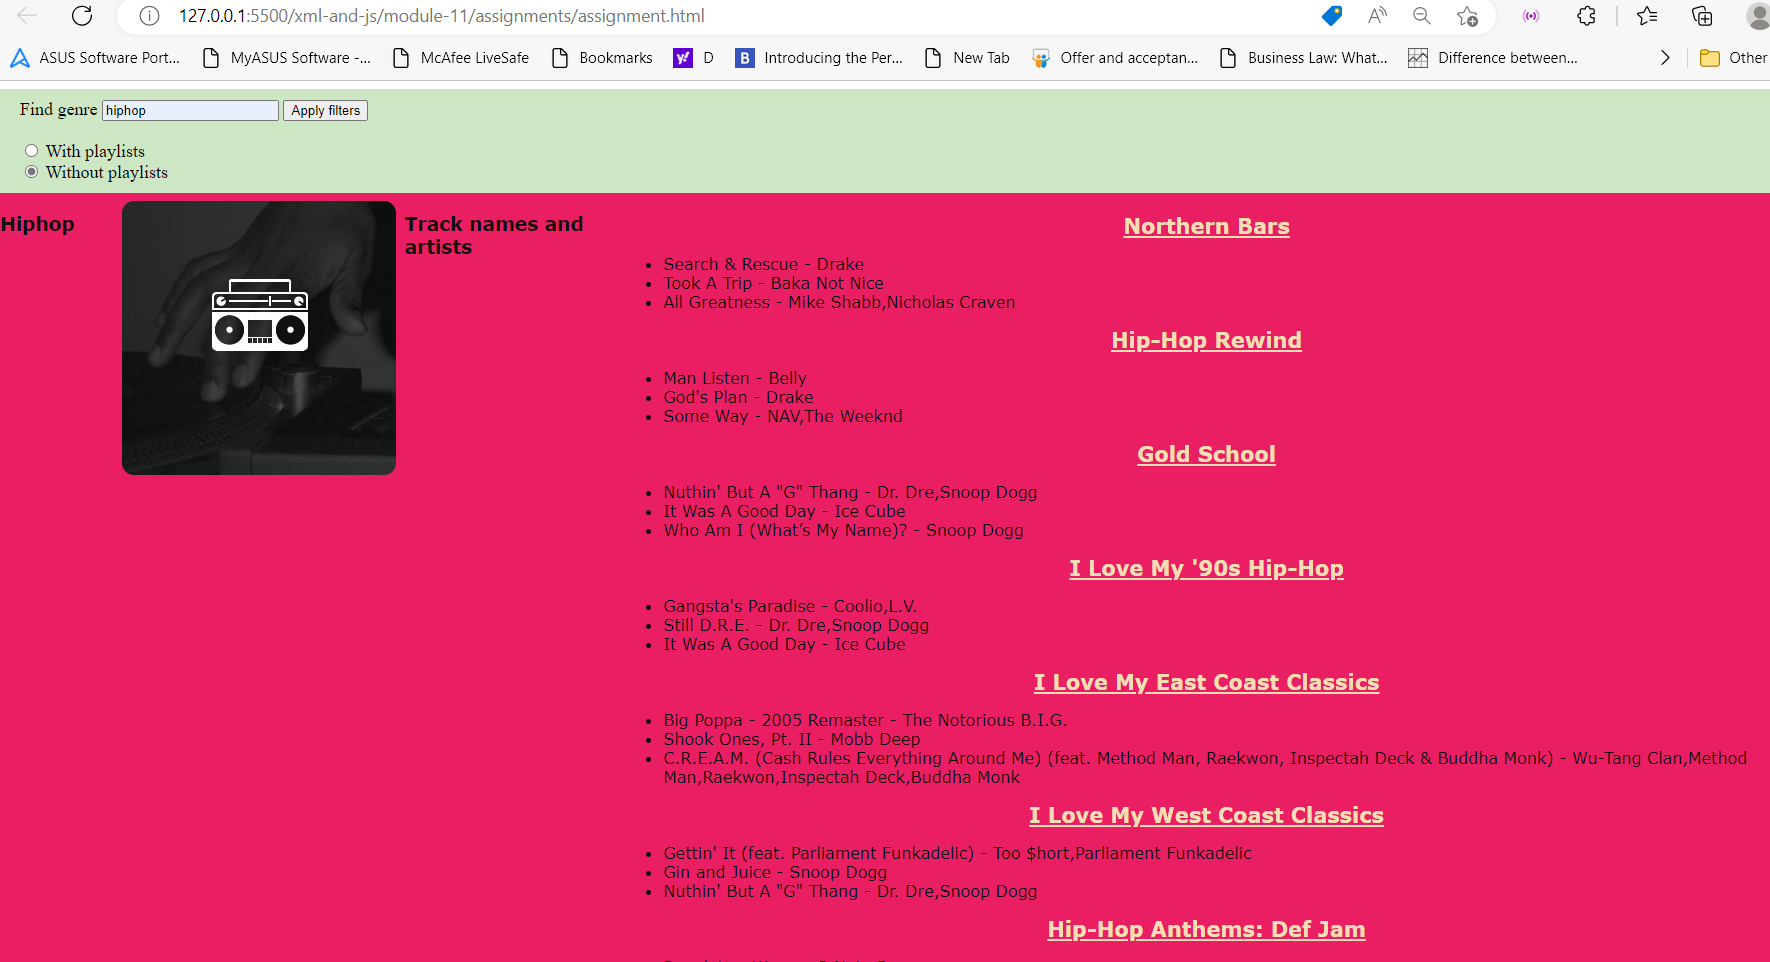 127.0.0.1:5500/xml-and-js/module-11/assignments/assignment.html
ASUS Software Port...
MyASUS Software -...
McAfee LiveSafe
Bookmarks
y! D
B Introducing the Per...
New Tab
Offer and acceptan...
Business Law: What...
Difference between...
Other
Find genre hiphop Apply filters
With playlists
Without playlists
Hiphop
Track names and
artists
Northern Bars
Search & Rescue - Drake
Took A Trip - Baka Not Nice
All Greatness - Mike Shabb,Nicholas Craven
Hip-Hop Rewind
Man Listen - Belly
God's Plan - Drake
Some Way - NAV,The Weeknd
Gold School
Nuthin' But A "G" Thang - Dr. Dre,Snoop Dogg
It Was A Good Day - Ice Cube
Who Am I (What’s My Name)? - Snoop Dogg
I Love My '90s Hip-Hop
Gangsta's Paradise - Coolio,L.V.
Still D.R.E. - Dr. Dre,Snoop Dogg
It Was A Good Day - Ice Cube
I Love My East Coast Classics
Big Poppa - 2005 Remaster - The Notorious B.I.G.
Shook Ones, Pt. II - Mobb Deep
C.R.E.A.M. (Cash Rules Everything Around Me) (feat. Method Man, Raekwon, Inspectah Deck & Buddha Monk) - Wu-Tang Clan,Method
Man,Raekwon,Inspectah Deck,Buddha Monk
I Love My West Coast Classics
Gettin' It (feat. Parliament Funkadelic) - Too $hort,Parliament Funkadelic
Gin and Juice - Snoop Dogg
Nuthin' But A "G" Thang - Dr. Dre,Snoop Dogg
Hip-Hop Anthems: Def Jam